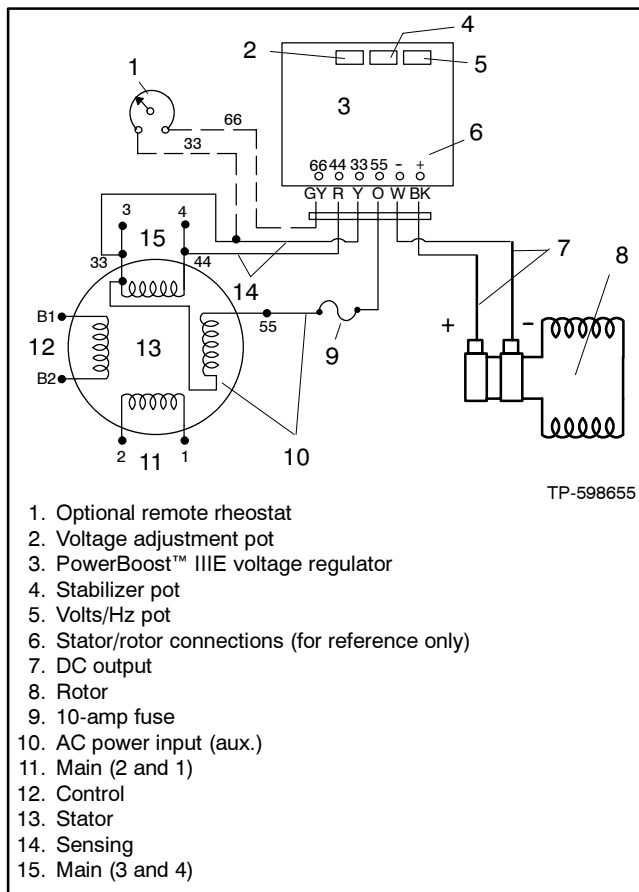 4
2
5
1
3
66
33
6
66 44 33 55 - +
GY R Y O W BK
3
4
15
33
44
14
7
8
+
-
B1
12
13
55
9
B2
2
1
11
10
TP-598655
1. Optional remote rheostat
2. Voltage adjustment pot
3. PowerBoost™ IIIE voltage regulator
4. Stabilizer pot
5. Volts/Hz pot
6. Stator/rotor connections (for reference only)
7. DC output
8. Rotor
9. 10-amp fuse
10. AC power input (aux.)
11. Main (2 and 1)
12. Control
13. Stator
14. Sensing
15. Main (3 and 4)